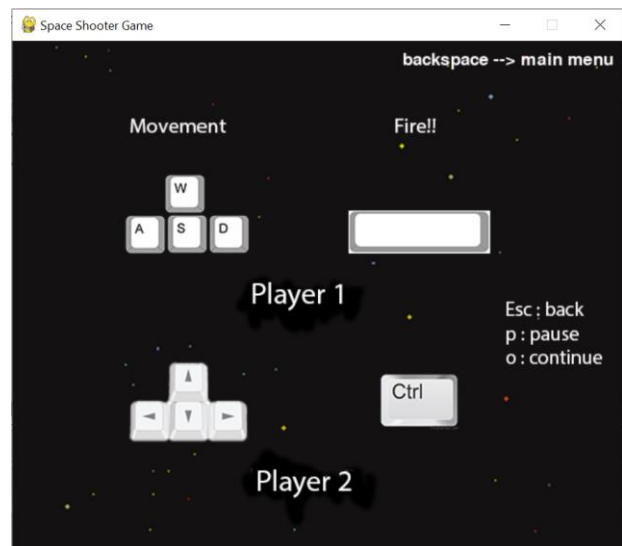 Space Shooter Game
backspace --> main menu
Movement
Fire!!
W
A S D
Player 1
Esc : back
p : pause
o : continue
Ctrl
Player 2